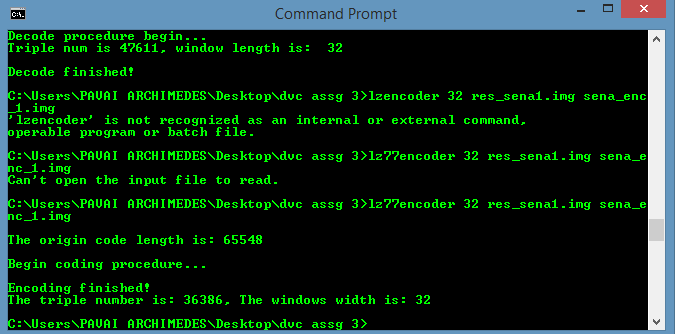 Command Prompt
Decode procedure begin...
Triple num is 47611, window length is:  32
Decode finished!
C:\Users\PAVAI ARCHIMEDES\Desktop\dvc assg 3>lzencoder 32 res_sena1.img sena_enc
_1.img
'lzencoder' is not recognized as an internal or external command,
operable program or batch file.
C:\Users\PAVAI ARCHIMEDES\Desktop\dvc assg 3>lz77encoder 32 res_sena1.img sena_e
nc_1.img
Can't open the input file to read.
C:\Users\PAVAI ARCHIMEDES\Desktop\dvc assg 3>lz77encoder 32 res_sena1.img sena_e
nc_1.img
The origin code length is: 65548
Begin coding procedure...
Encoding finished!
The triple number is: 36386, The windows width is: 32
C:\Users\PAVAI ARCHIMEDES\Desktop\dvc assg 3>